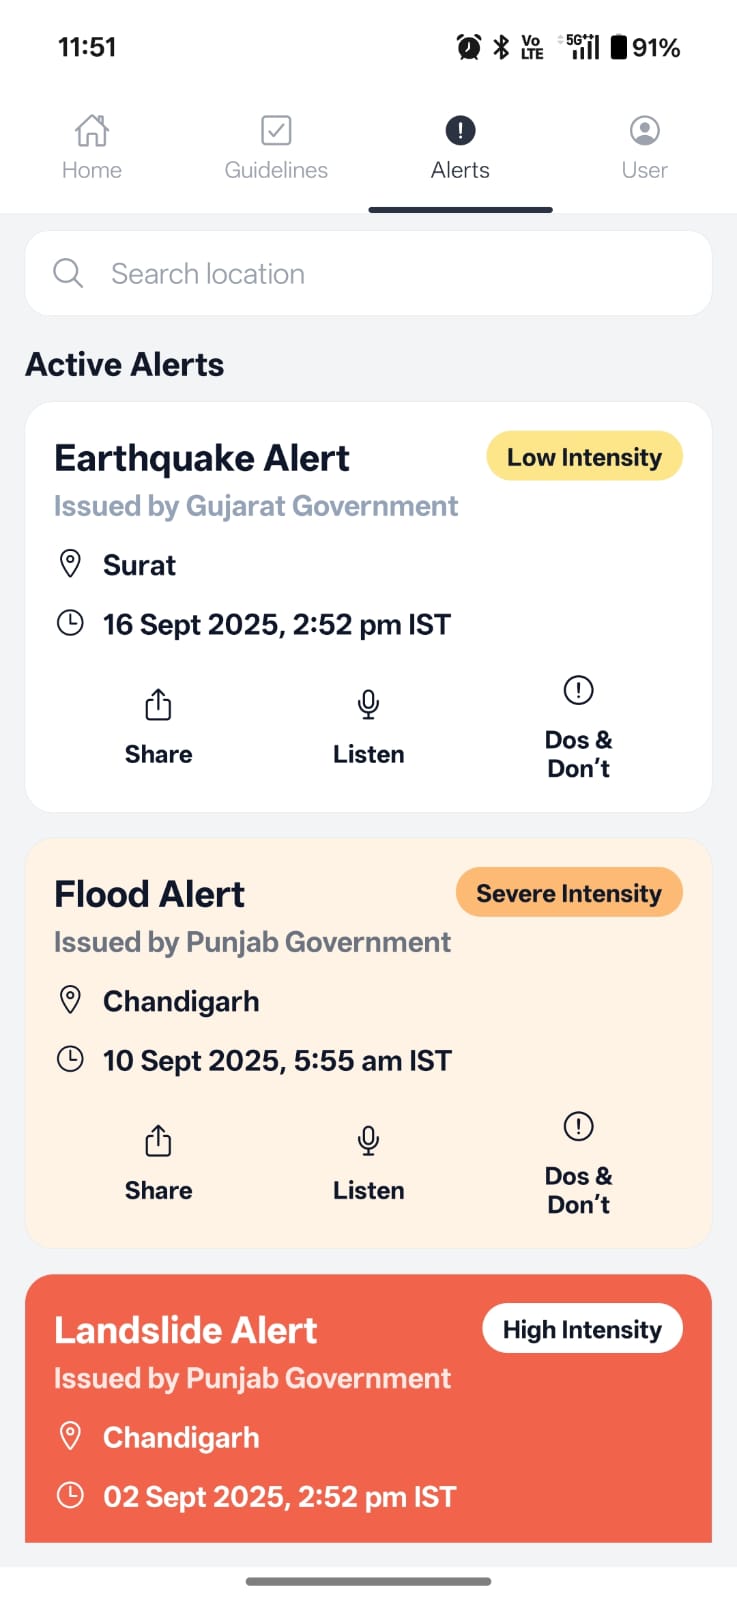 11:51
Vo LTE 5G++ 91%
Home Guidelines Alerts User
Search location
Active Alerts
Earthquake Alert Low Intensity
Issued by Gujarat Government
Surat
16 Sept 2025, 2:52 pm IST
Share Listen Dos &
Don't
Flood Alert Severe Intensity
Issued by Punjab Government
Chandigarh
10 Sept 2025, 5:55 am IST
Share Listen Dos &
Don't
Landslide Alert High Intensity
Issued by Punjab Government
Chandigarh
02 Sept 2025, 2:52 pm IST